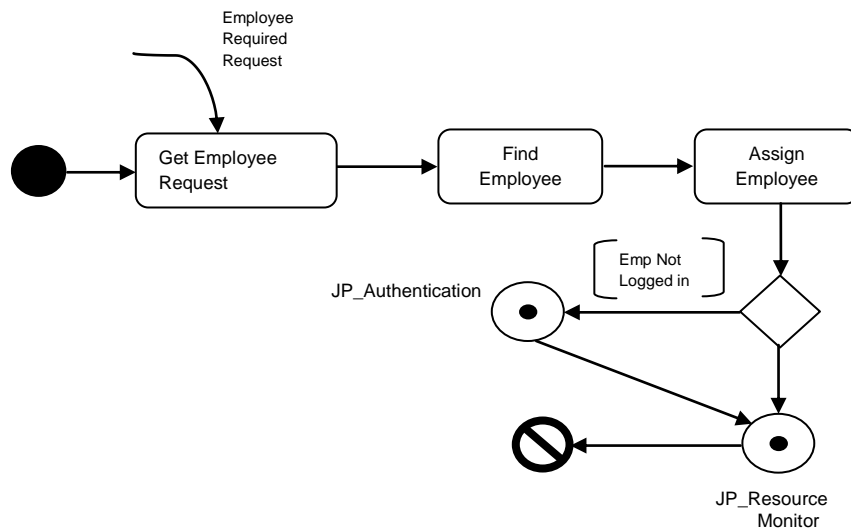 Employee
Required
Request
Get Employee
Request
Find
Employee
Assign
Employee
Emp Not
Logged in
JP_Authentication
JP_Resource
Monitor